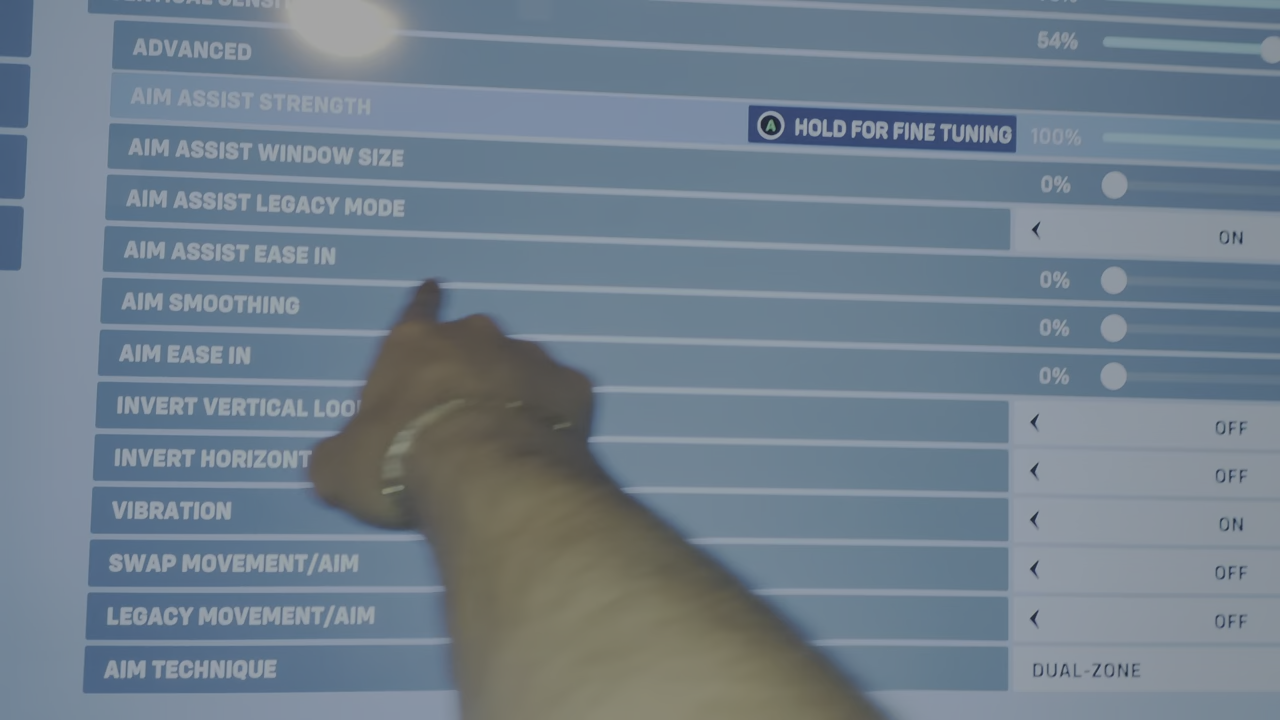 54%
ADVANCED
AIM ASSIST STRENGTH
A HOLD FOR FINE TUNING 100%
AIM ASSIST WINDOW SIZE 0%
AIM ASSIST LEGACY MODE ON
AIM ASSIST EASE IN 0%
AIM SMOOTHING 0%
AIM EASE IN 0%
INVERT VERTICAL OFF
INVERT OFF
VIBRATION ON
SWAP MOVEMENT/AIM OFF
LEGACY MOVEMENT/AIM OFF
AIM TECHNIQUE DUAL-ZONE